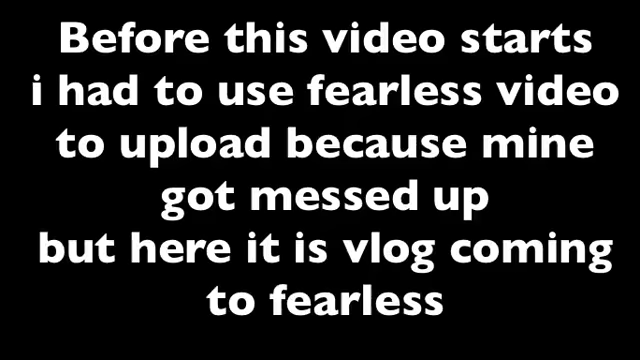 Before this video starts
i had to use fearless video
to upload because mine
got messed up
but here it is vlog coming
to fearless